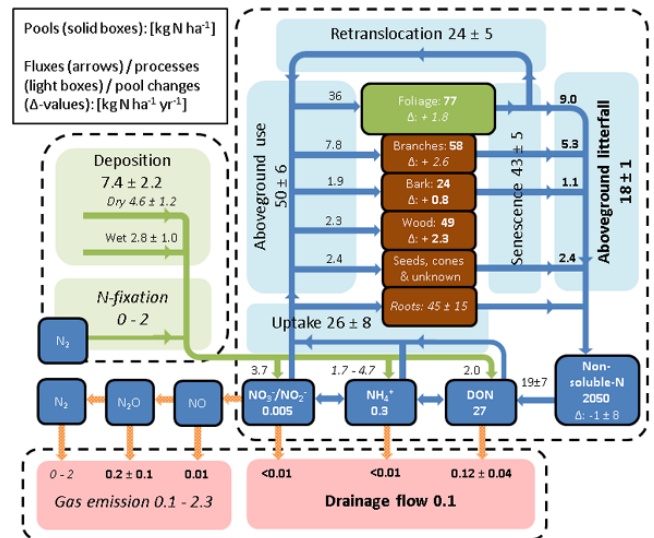 Pools (solid boxes): [kg N ha⁻¹]
Fluxes (arrows) / processes
(light boxes) / pool changes
(Δ-values): [kg N ha⁻¹ yr⁻¹]
Retranslocation 24 ± 5
Aboveground use
50 ± 6
36
7.8
1.9
2.3
2.4
Foliage: 77
Δ: + 1.8
Branches: 58
Δ: + 2.6
Bark: 24
Δ: + 0.8
Wood: 49
Δ: + 2.3
Seeds, cones
& unknown
Roots: 45 ± 15
Senescence 43 ± 5
9.0
5.3
1.1
2.4
Aboveground litterfall
18 ± 1
Deposition
7.4 ± 2.2
Dry 4.6 ± 1.2
Wet 2.8 ± 1.0
N-fixation
0 - 2
N₂
Uptake 26 ± 8
3.7
1.7 - 4.7
2.0
19±7
N₂
N₂O
NO
NO₃⁻/NO₂⁻
0.005
NH₄⁺
0.3
DON
27
Non-
soluble-N
2050
Δ: -1 ± 8
0 - 2
0.2 ± 0.1
0.01
Gas emission 0.1 - 2.3
<0.01
<0.01
0.12 ± 0.04
Drainage flow 0.1